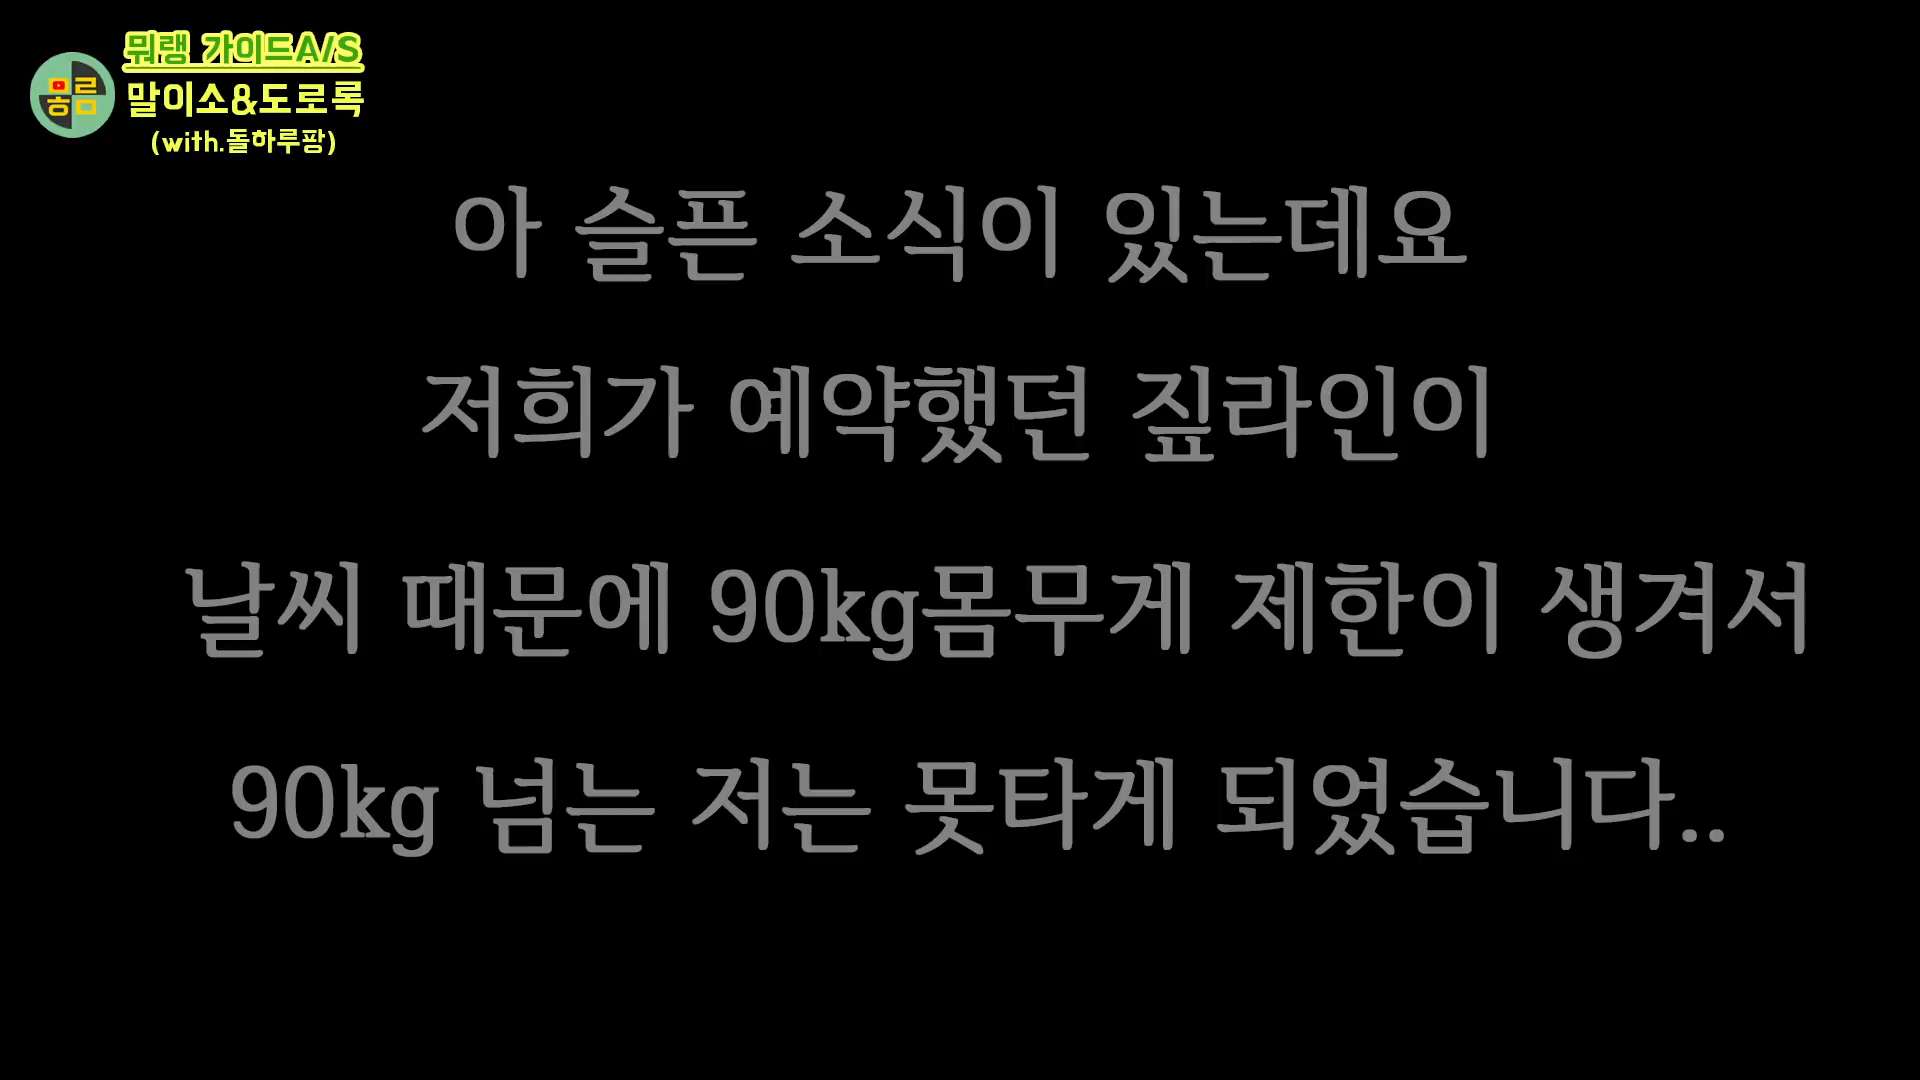 뭐랭 가이드A/S
몽름
말이소&도로록
(with.돌하루팡)
아 슬픈 소식이 있는데요
저희가 예약했던 짚라인이
날씨 때문에 90kg몸무게 제한이 생겨서
90kg 넘는 저는 못타게 되었습니다..